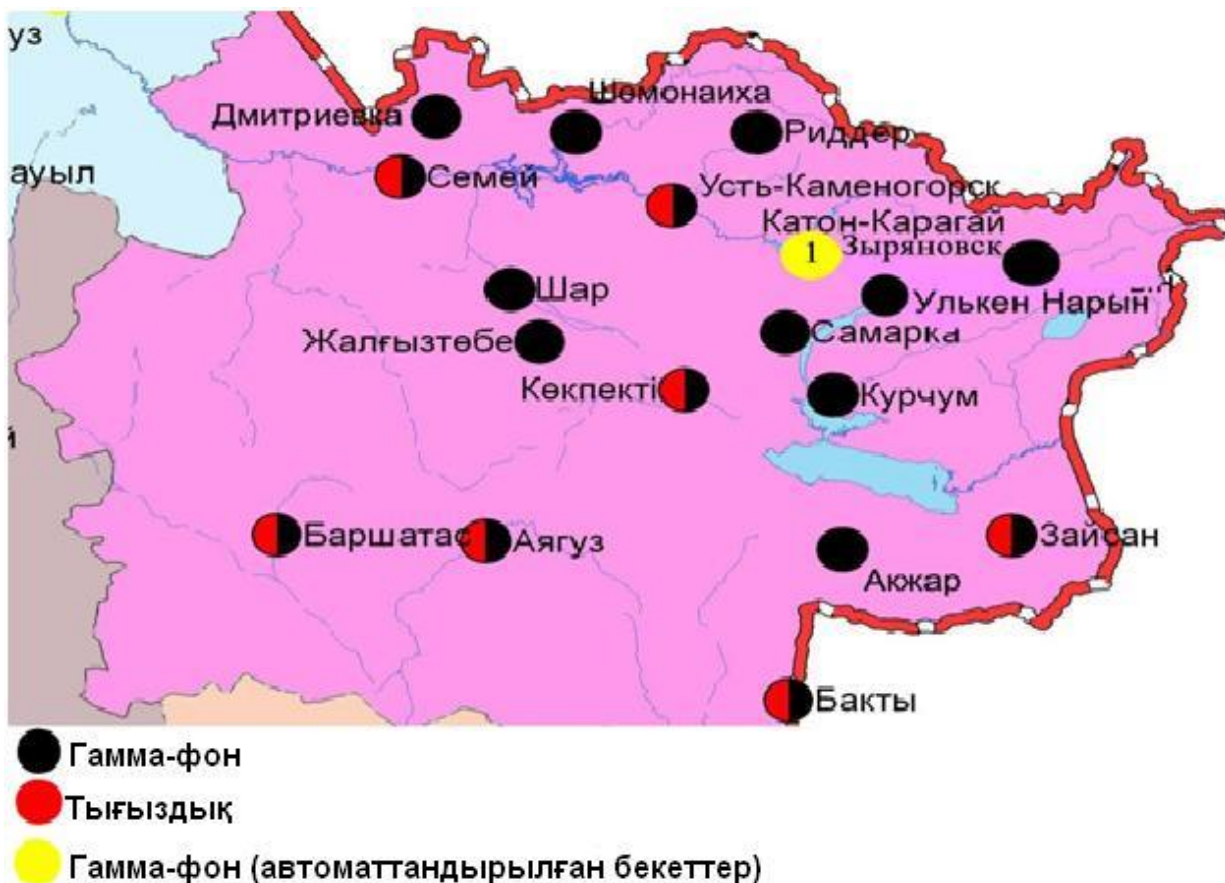 уз
Шемонаиха
Дмитриевка
Риддер
ауыл
Семей
Усть-Каменогорск
Катон-Карагай
1 Зыряновск
Шар
Улькен Нарын
Жалғызтөбе
Самарка
Көкпекті
Курчум
й
Баршатас
Аягуз
Зайсан
Акжар
Бакты
Гамма-фон
Тығыздық
Гамма-фон (автоматтандырылған бекеттер)